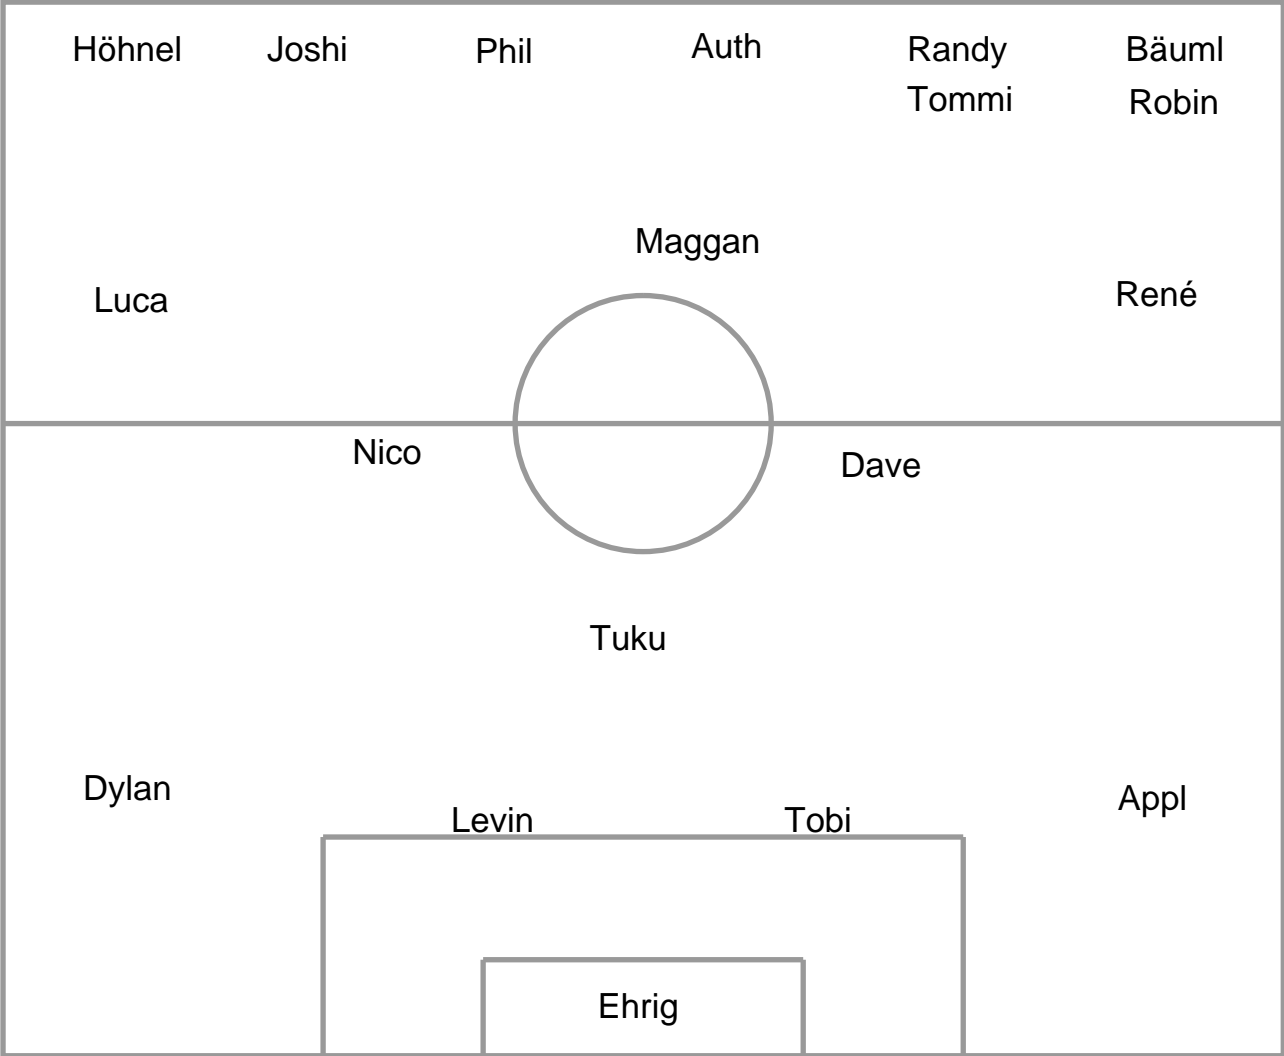 Höhnel Joshi Phil Auth Randy Bäuml
Tommi Robin
Maggan
Luca René
Nico Dave
Tuku
Dylan Appl
Levin Tobi
Ehrig